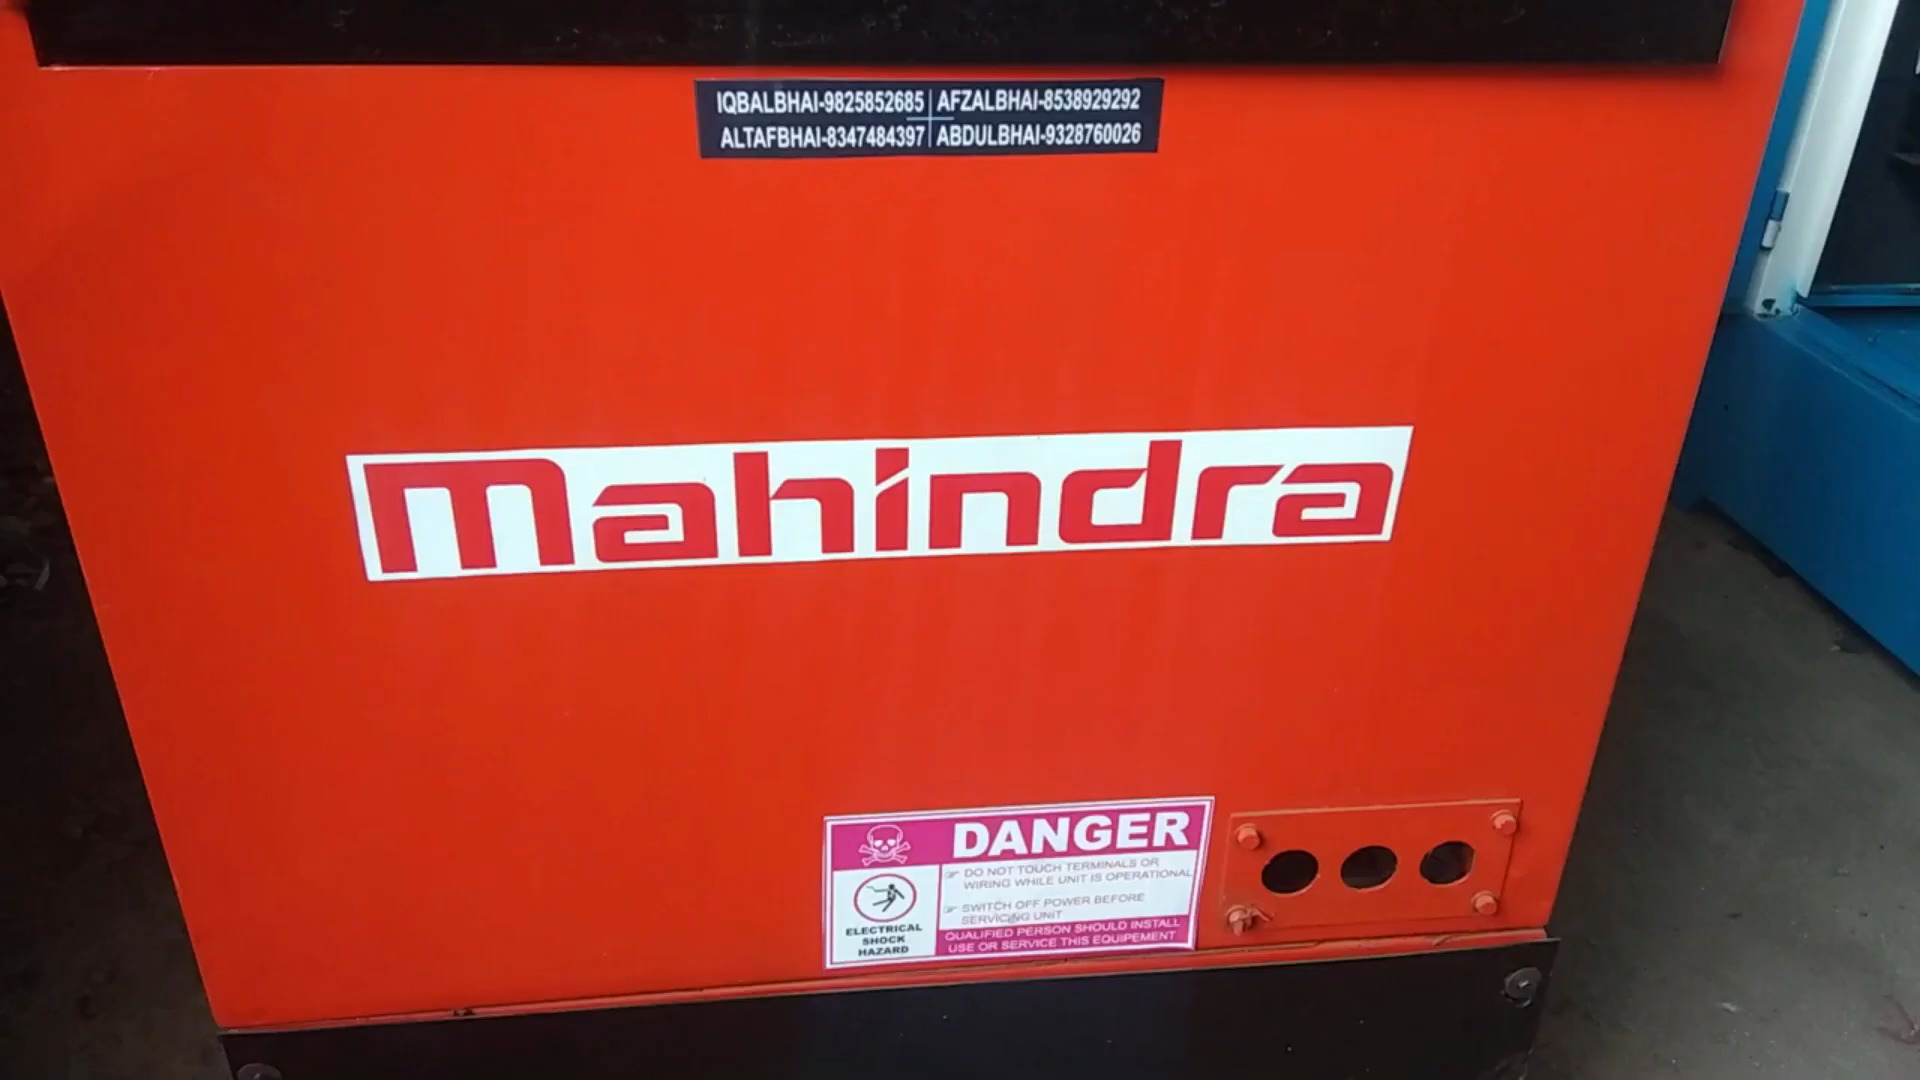 IQBALBHAI-9825852685 | AFZALBHAI-8538929292
ALTAFBHAI-8347484397 | ABDULBHAI-9328760026
mahindra
DANGER
DO NOT TOUCH TERMINALS OR
WIRING WHILE UNIT IS OPERATIONAL
SWITCH OFF POWER BEFORE
SERVICING UNIT
ELECTRICAL
SHOCK
HAZARD
QUALIFIED PERSON SHOULD INSTALL
USE OR SERVICE THIS EQUIPEMENT